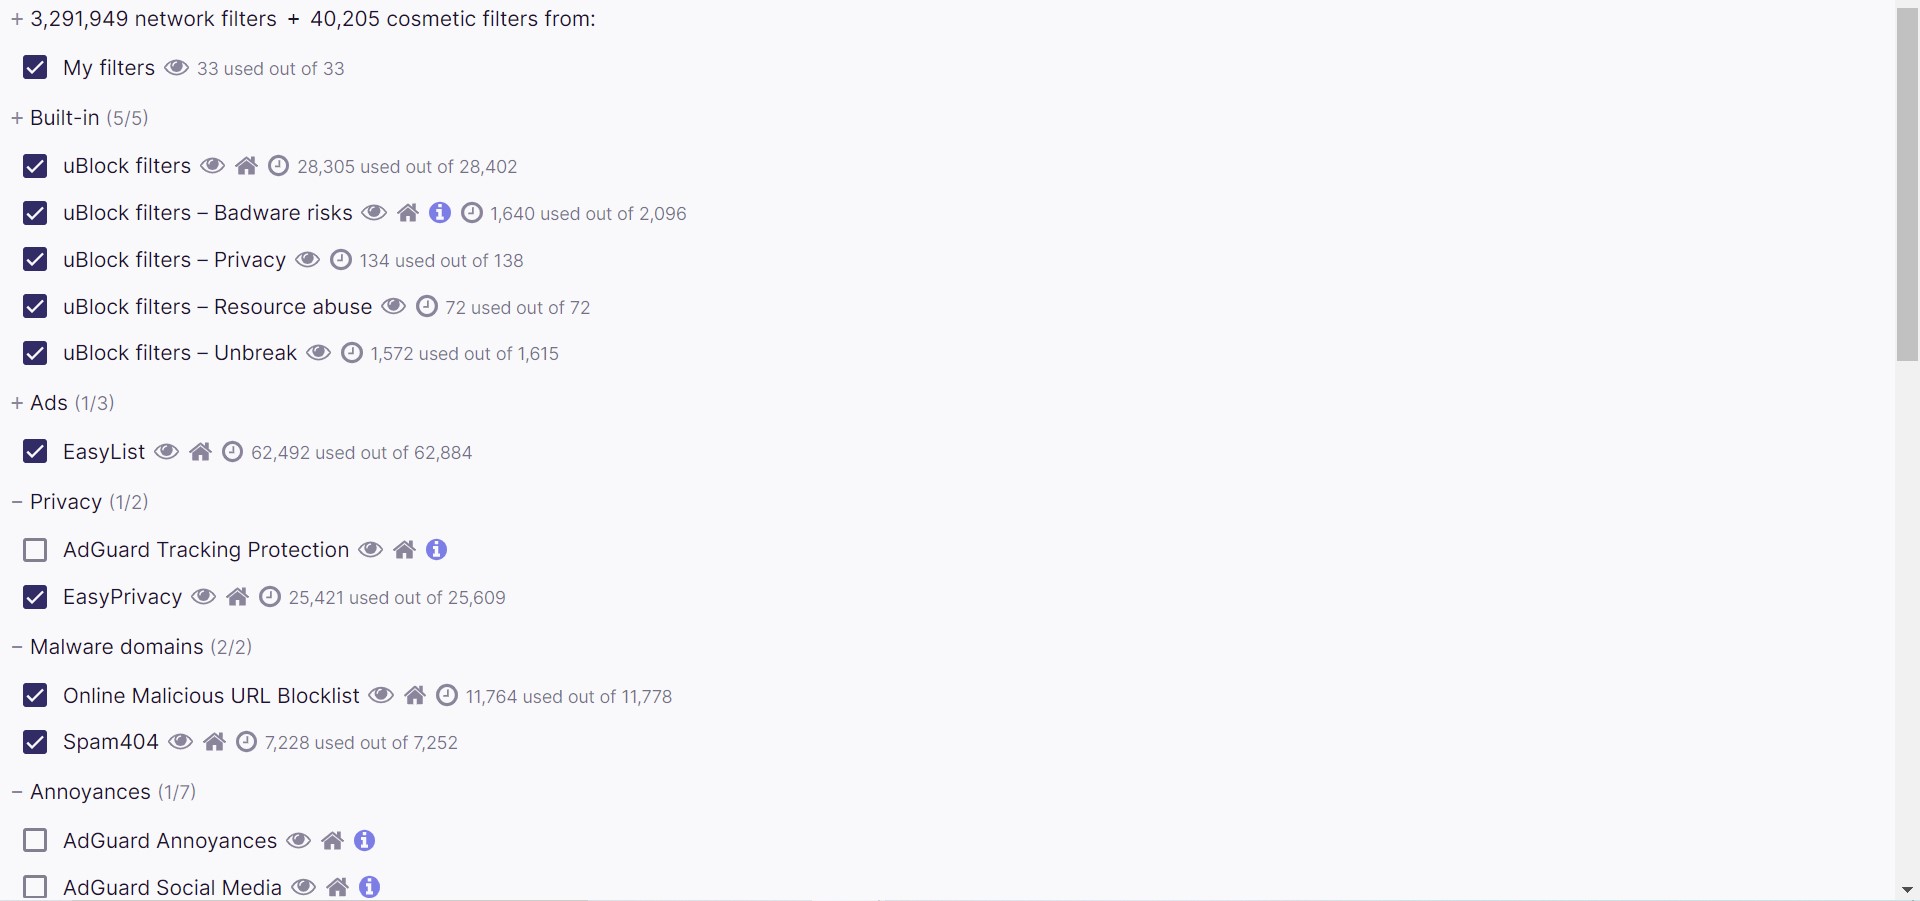 + 3,291,949 network filters + 40,205 cosmetic filters from:
My filters 33 used out of 33
+ Built-in (5/5)
uBlock filters 28,305 used out of 28,402
uBlock filters – Badware risks 1,640 used out of 2,096
uBlock filters – Privacy 134 used out of 138
uBlock filters – Resource abuse 72 used out of 72
uBlock filters – Unbreak 1,572 used out of 1,615
+ Ads (1/3)
EasyList 62,492 used out of 62,884
− Privacy (1/2)
AdGuard Tracking Protection
EasyPrivacy 25,421 used out of 25,609
− Malware domains (2/2)
Online Malicious URL Blocklist 11,764 used out of 11,778
Spam404 7,228 used out of 7,252
− Annoyances (1/7)
AdGuard Annoyances
AdGuard Social Media